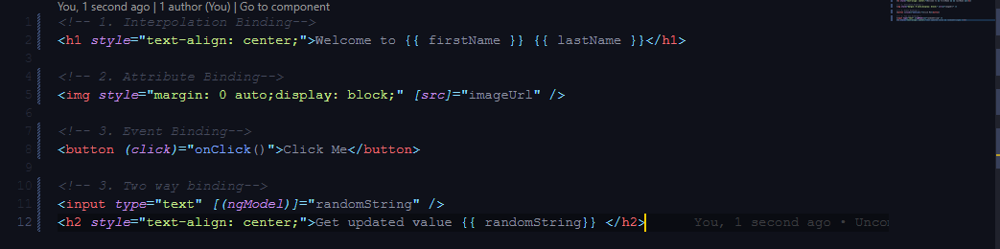 You, 1 second ago | 1 author (You) | Go to component
1 <!-- 1. Interpolation Binding-->
2 <h1 style="text-align: center;">Welcome to {{ firstName }} {{ lastName }}</h1>
3
4 <!-- 2. Attribute Binding-->
5 <img style="margin: 0 auto;display: block;" [src]="imageUrl" />
6
7 <!-- 3. Event Binding-->
8 <button (click)="onClick()">Click Me</button>
9
10 <!-- 3. Two way binding-->
11 <input type="text" [(ngModel)]="randomString" />
12 <h2 style="text-align: center;">Get updated value {{ randomString}} </h2> You, 1 second ago • Uncom